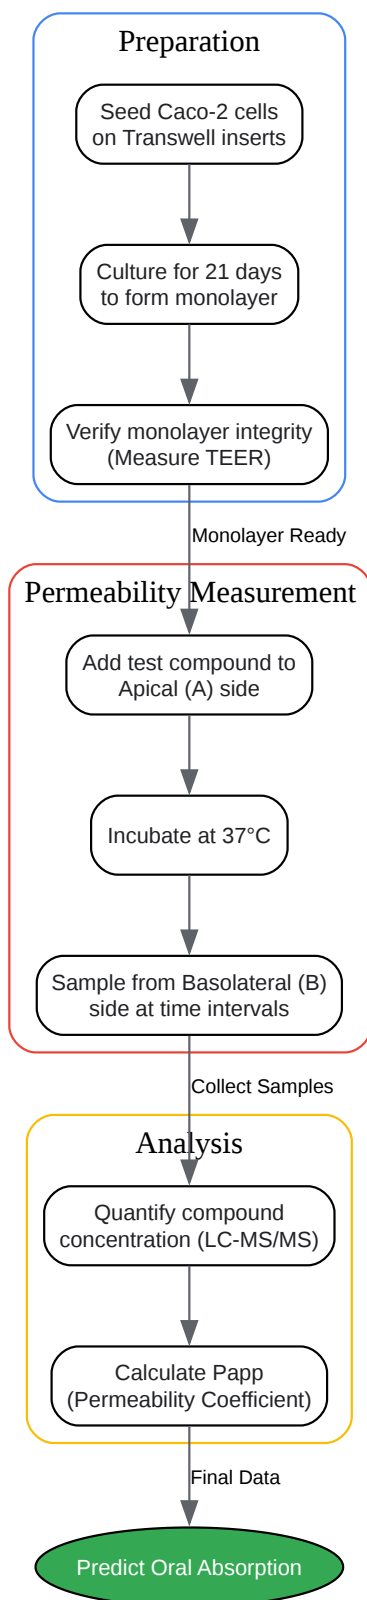 Preparation
Seed Caco-2 cells
on Transwell inserts
Culture for 21 days
to form monolayer
Verify monolayer integrity
(Measure TEER)
Monolayer Ready
Permeability Measurement
Add test compound to
Apical (A) side
Incubate at 37°C
Sample from Basolateral (B)
side at time intervals
Collect Samples
Analysis
Quantify compound
concentration (LC-MS/MS)
Calculate Papp
(Permeability Coefficient)
Final Data
Predict Oral Absorption